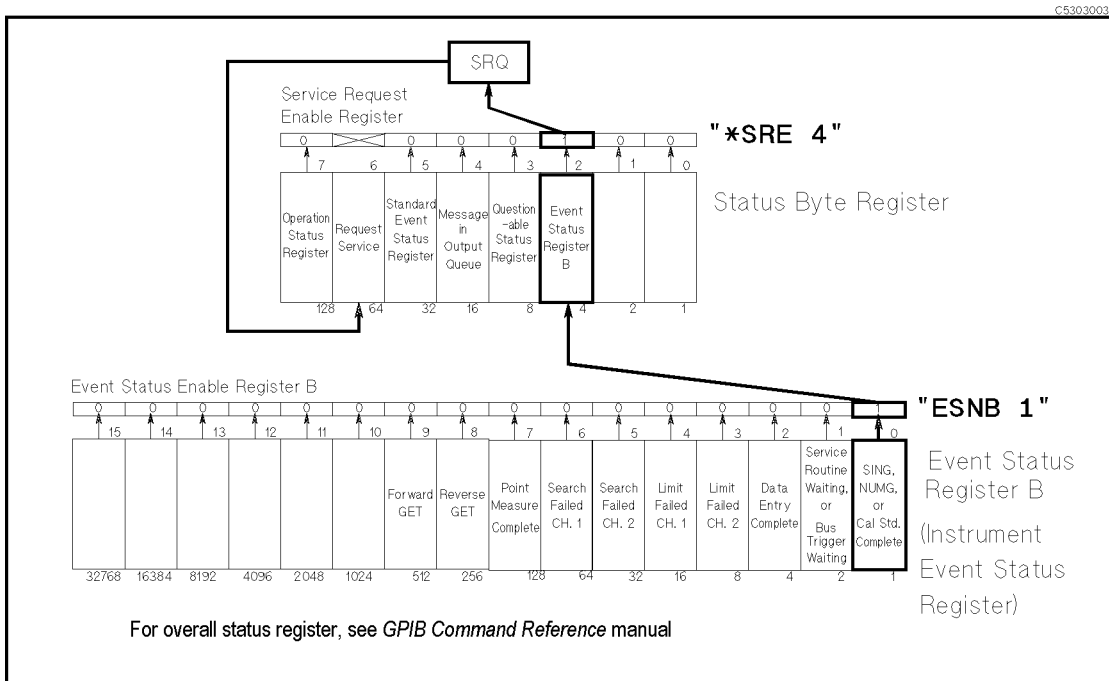 C5303003
SRQ
Service Request
Enable Register
0 0 0 0 1 0 0
"*SRE 4"
7 6 5 4 3 2 1 0
Operation
Status
Register
Request
Service
Standard
Event
Status
Register
Message
in
Output
Queue
Question
-able
Status
Register
Event
Status
Register
B
Status Byte Register
128 64 32 16 8 4 2 1
Event Status Enable Register B
0 0 0 0 0 0 0 0 0 0 0 0 0 0 0 1
"ESNB 1"
15 14 13 12 11 10 9 8 7 6 5 4 3 2 1 0
Forward
GET
Reverse
GET
Point
Measure
Complete
Search
Failed
CH. 1
Search
Failed
CH. 2
Limit
Failed
CH. 1
Limit
Failed
CH. 2
Data
Entry
Complete
Service
Routine
Waiting,
or
Bus
Trigger
Waiting
SING,
NUMG,
or
Cal Std.
Complete
Event Status
Register B
(Instrument
Event Status
Register)
32768 16384 8192 4096 2048 1024 512 256 128 64 32 16 8 4 2 1
For overall status register, see GPIB Command Reference manual